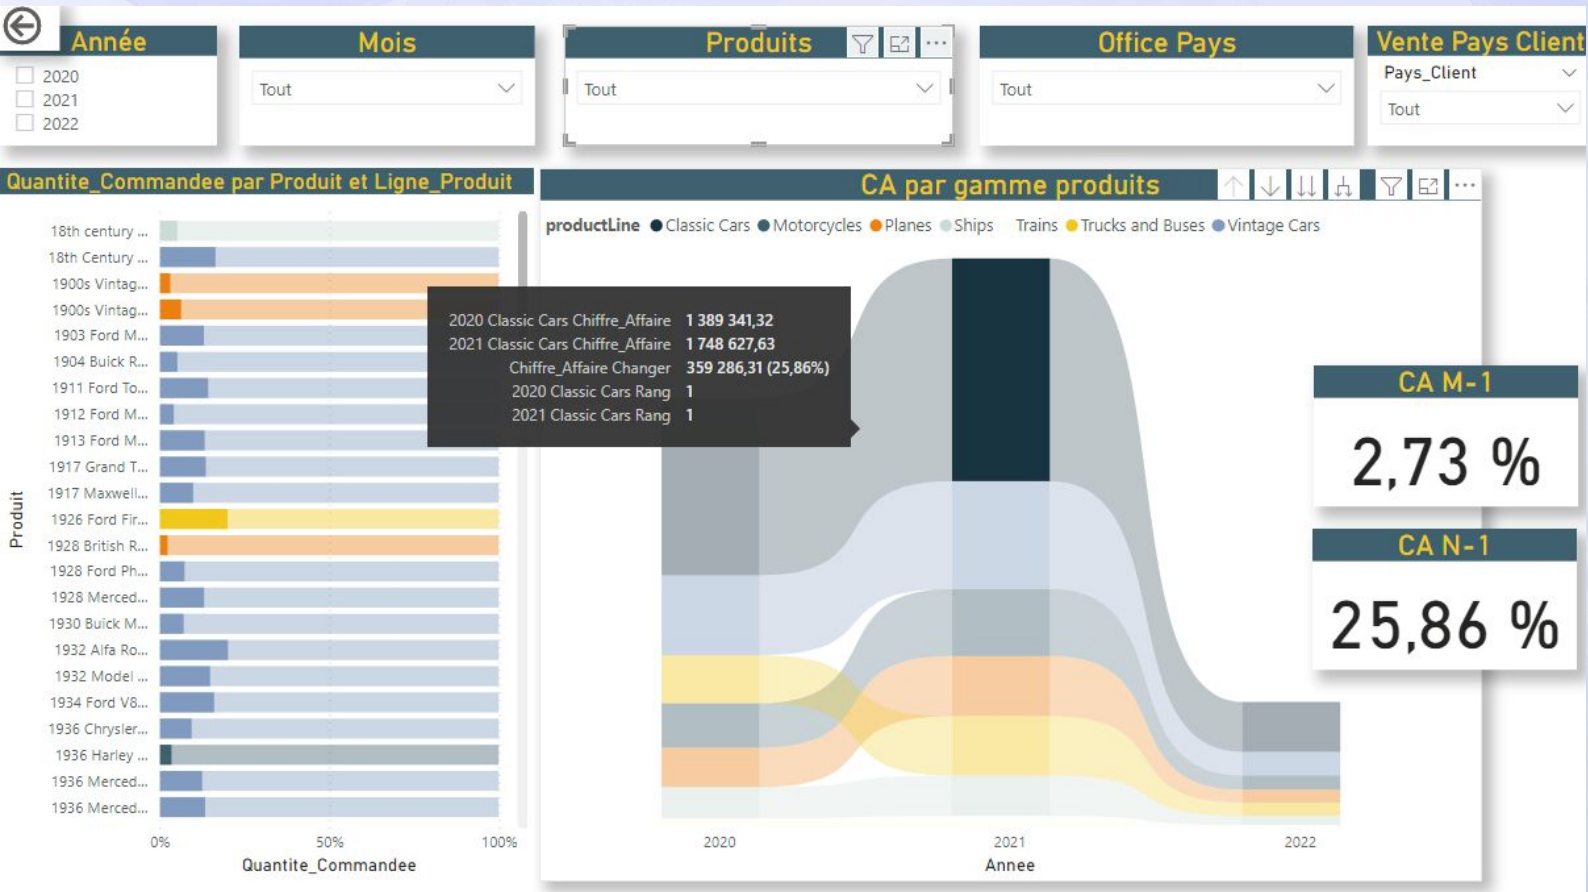 Année
2020
2021
2022
Mois
Tout
Produits
Tout
Office Pays
Tout
Vente Pays Client
Pays_Client
Tout
Quantite_Commandee par Produit et Ligne_Produit
Produit
18th century ...
18th Century ...
1900s Vintag...
1900s Vintag...
1903 Ford M...
1904 Buick R...
1911 Ford To...
1912 Ford M...
1913 Ford M...
1917 Grand T...
1917 Maxwell...
1926 Ford Fir...
1928 British R...
1928 Ford Ph...
1928 Merced...
1930 Buick M...
1932 Alfa Ro...
1932 Model ...
1934 Ford V8...
1936 Chrysler...
1936 Harley ...
1936 Merced...
1936 Merced...
0% 50% 100%
Quantite_Commandee
CA par gamme produits
productLine Classic Cars Motorcycles Planes Ships Trains Trucks and Buses Vintage Cars
2020 Classic Cars Chiffre_Affaire 1 389 341,32
2021 Classic Cars Chiffre_Affaire 1 748 627,63
Chiffre_Affaire Changer 359 286,31 (25,86%)
2020 Classic Cars Rang 1
2021 Classic Cars Rang 1
2020 2021 2022
Annee
CA M-1
2,73 %
CA N-1
25,86 %